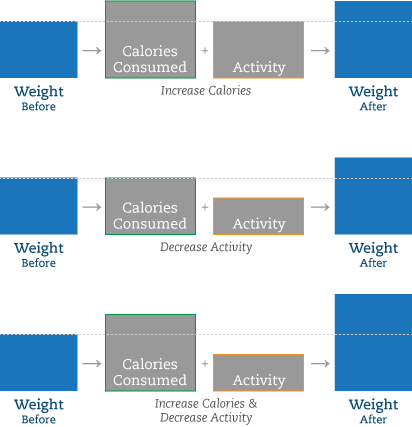 Calories
Consumed
+
Activity
Weight
Before
Increase Calories
Weight
After
Calories
Consumed
+
Activity
Weight
Before
Decrease Activity
Weight
After
Calories
Consumed
+
Activity
Weight
Before
Increase Calories &
Decrease Activity
Weight
After